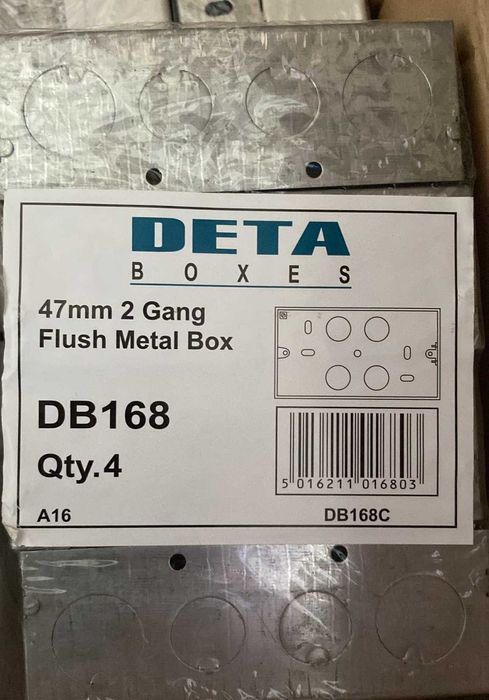 DETA
BOXES
47mm 2 Gang
Flush Metal Box
DB168
Qty.4
5 016211 016803
A16
DB168C